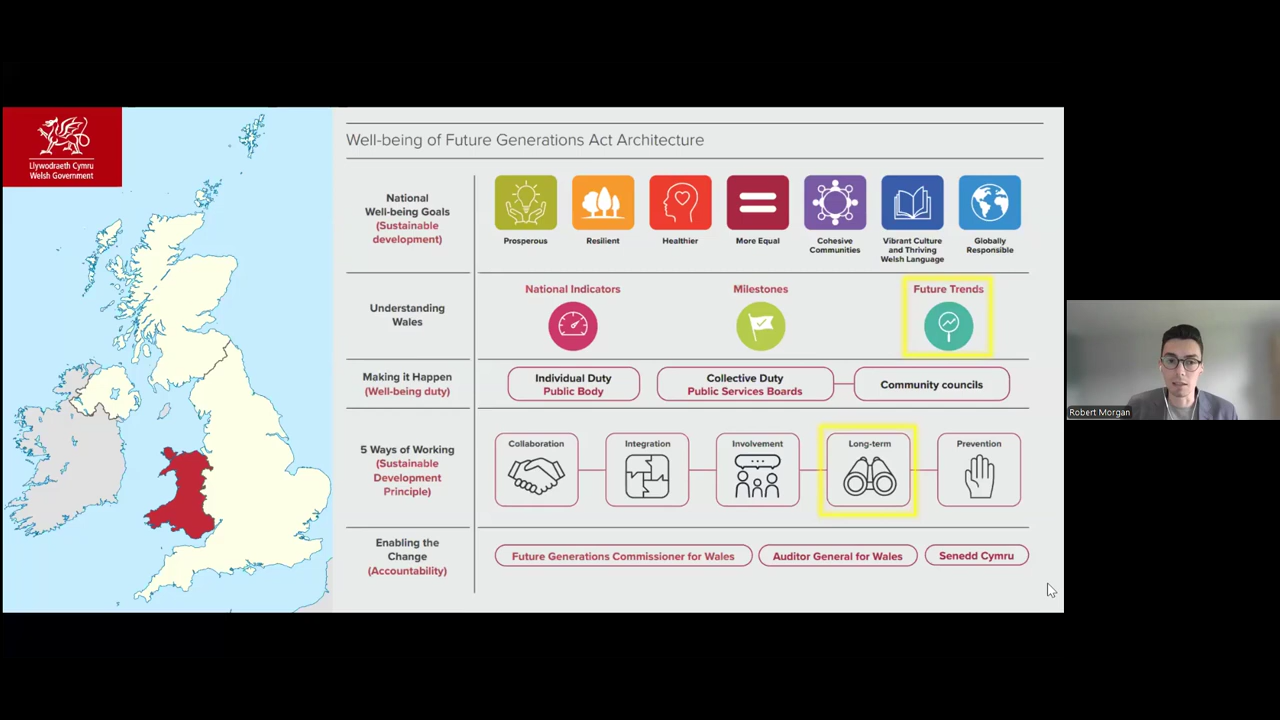 Llywodraeth Cymru
Welsh Government
Well-being of Future Generations Act Architecture
National
Well-being Goals
(Sustainable
development)
Prosperous
Resilient
Healthier
More Equal
Cohesive
Communities
Vibrant Culture
and Thriving
Welsh Language
Globally
Responsible
Understanding
Wales
National Indicators
Milestones
Future Trends
Making it Happen
(Well-being duty)
Individual Duty
Public Body
Collective Duty
Public Services Boards
Community councils
5 Ways of Working
(Sustainable
Development
Principle)
Collaboration
Integration
Involvement
Long-term
Prevention
Enabling the
Change
(Accountability)
Future Generations Commissioner for Wales
Auditor General for Wales
Senedd Cymru
Robert Morgan